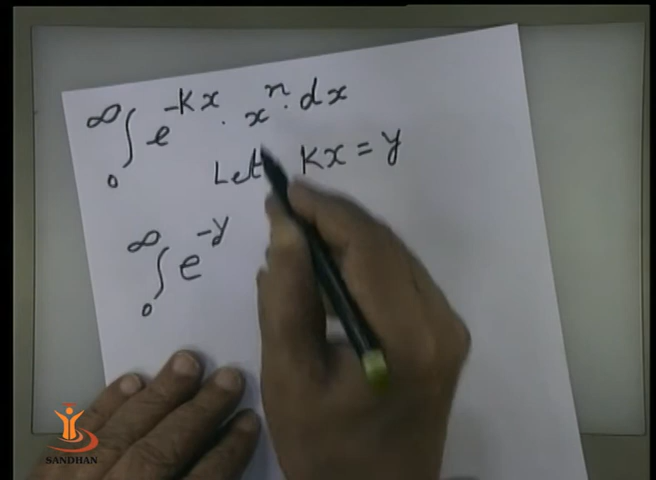 ∞∫0 e^-Kx . x^n . dx
Let Kx = y
∞∫0 e^-y
SANDHAN